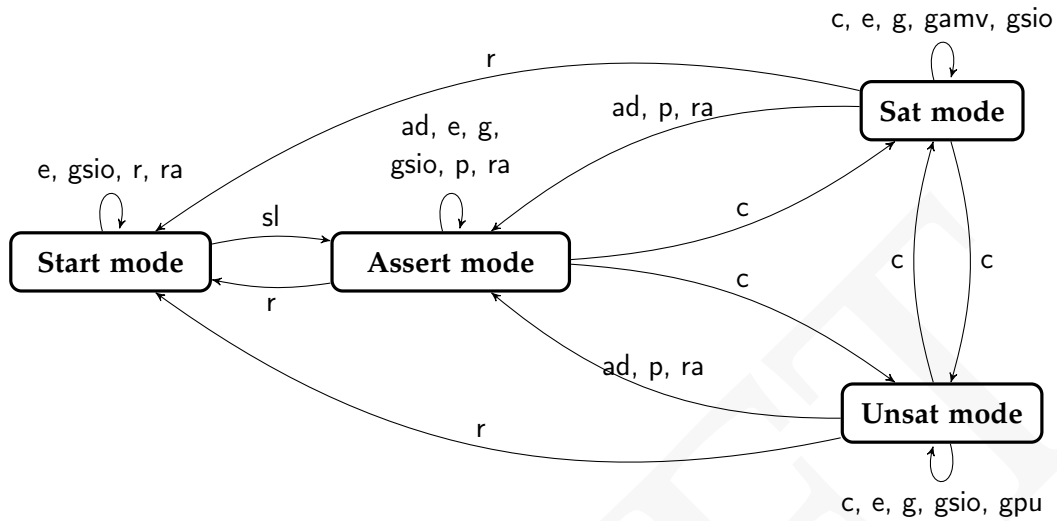 c, e, g, gamv, gsio
r
Sat mode
ad, p, ra
ad, e, g,
gsio, p, ra
e, gsio, r, ra
sl
c
Start mode
Assert mode
c
c
r
c
ad, p, ra
Unsat mode
r
c, e, g, gsio, gpu